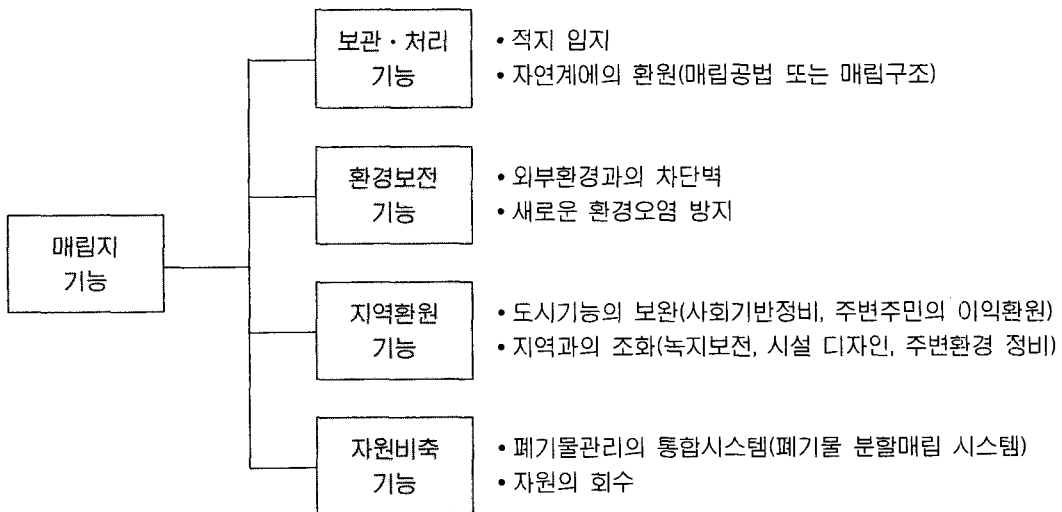 보관·처리
기능
• 적지 입지
• 자연계에의 환원(매립공법 또는 매립구조)
환경보전
기능
• 외부환경과의 차단벽
• 새로운 환경오염 방지
매립지
기능
지역환원
기능
• 도시기능의 보완(사회기반정비, 주변주민의 이익환원)
• 지역과의 조화(녹지보전, 시설 디자인, 주변환경 정비)
자원비축
기능
• 폐기물관리의 통합시스템(폐기물 분할매립 시스템)
• 자원의 회수